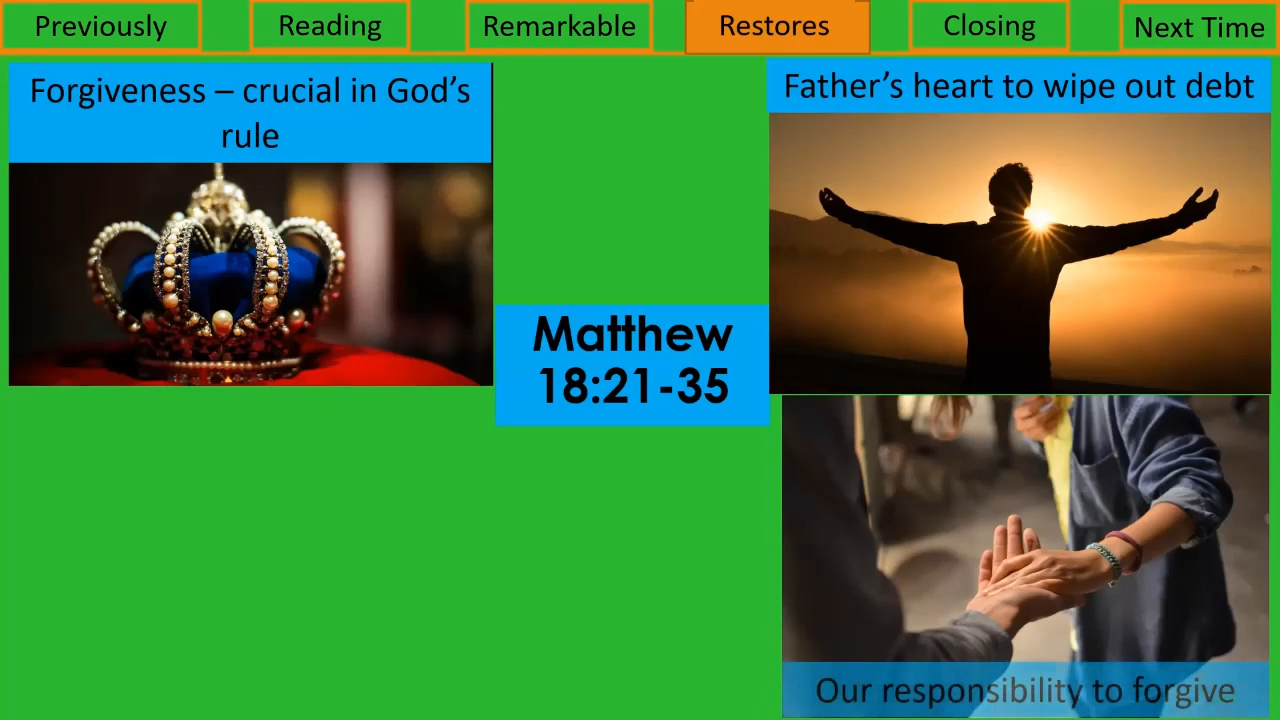 Previously
Reading
Remarkable
Restores
Closing
Next Time
Forgiveness – crucial in God’s
rule
Father’s heart to wipe out debt
Matthew
18:21-35
Our responsibility to forgive